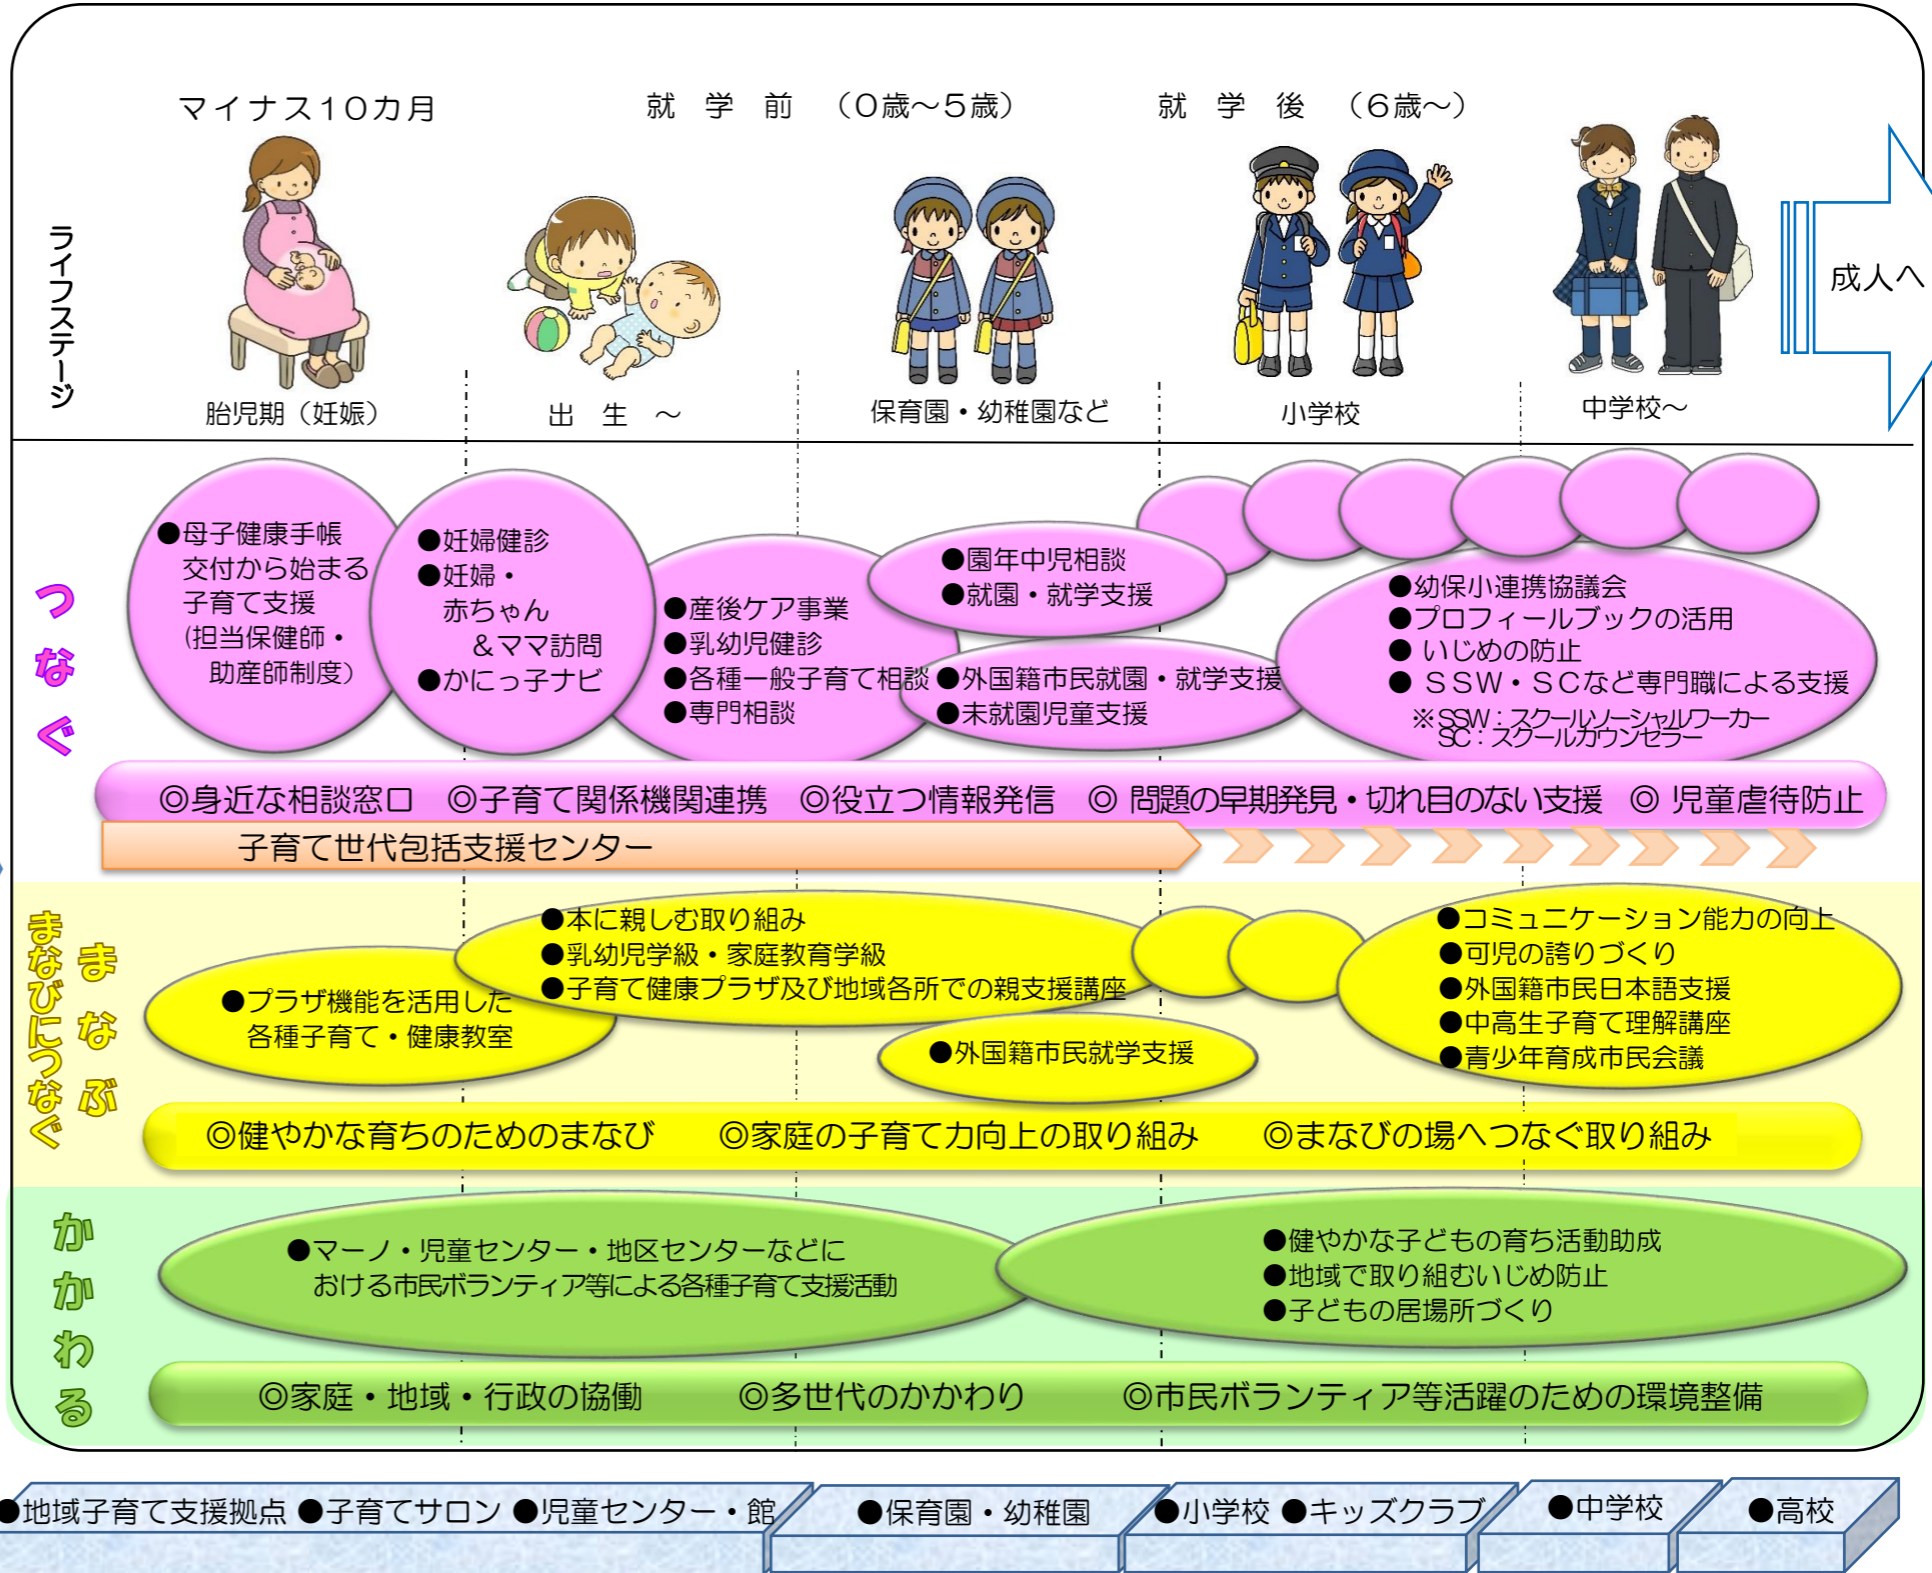 マイナス10カ月
就 学 前 （0歳～5歳）
就 学 後 （6歳～）
ライフステージ
成人へ
胎児期（妊娠）
出 生 ～
保育園・幼稚園など
小学校
中学校～
つなぐ
●母子健康手帳
交付から始まる
子育て支援
（担当保健師・
助産師制度）
●妊婦健診
●妊婦・
赤ちゃん
＆ママ訪問
●かにっ子ナビ
●産後ケア事業
●乳幼児健診
●各種一般子育て相談
●専門相談
●園年中児相談
●就園・就学支援
●外国籍市民就園・就学支援
●未就園児童支援
●幼保小連携協議会
●プロフィールブックの活用
● いじめの防止
● ＳＳＷ・ＳＣなど専門職による支援
※SSW：スクールソーシャルワーカー
SC：スクールカウンセラー
◎身近な相談窓口 ◎子育て関係機関連携 ◎役立つ情報発信 ◎ 問題の早期発見・切れ目のない支援 ◎ 児童虐待防止
子育て世代包括支援センター
まなぶ
まなびにつなぐ
●プラザ機能を活用した
各種子育て・健康教室
●本に親しむ取り組み
●乳幼児学級・家庭教育学級
●子育て健康プラザ及び地域各所での親支援講座
●外国籍市民就学支援
●コミュニケーション能力の向上
●可児の誇りづくり
●外国籍市民日本語支援
●中高生子育て理解講座
●青少年育成市民会議
◎健やかな育ちのためのまなび ◎家庭の子育て力向上の取り組み ◎まなびの場へつなぐ取り組み
かかわる
●マーノ・児童センター・地区センターなどに
おける市民ボランティア等による各種子育て支援活動
●健やかな子どもの育ち活動助成
●地域で取り組むいじめ防止
●子どもの居場所づくり
◎家庭・地域・行政の協働 ◎多世代のかかわり ◎市民ボランティア等活躍のための環境整備
●地域子育て支援拠点 ●子育てサロン ●児童センター・館
●保育園・幼稚園
●小学校 ●キッズクラブ
●中学校
●高校